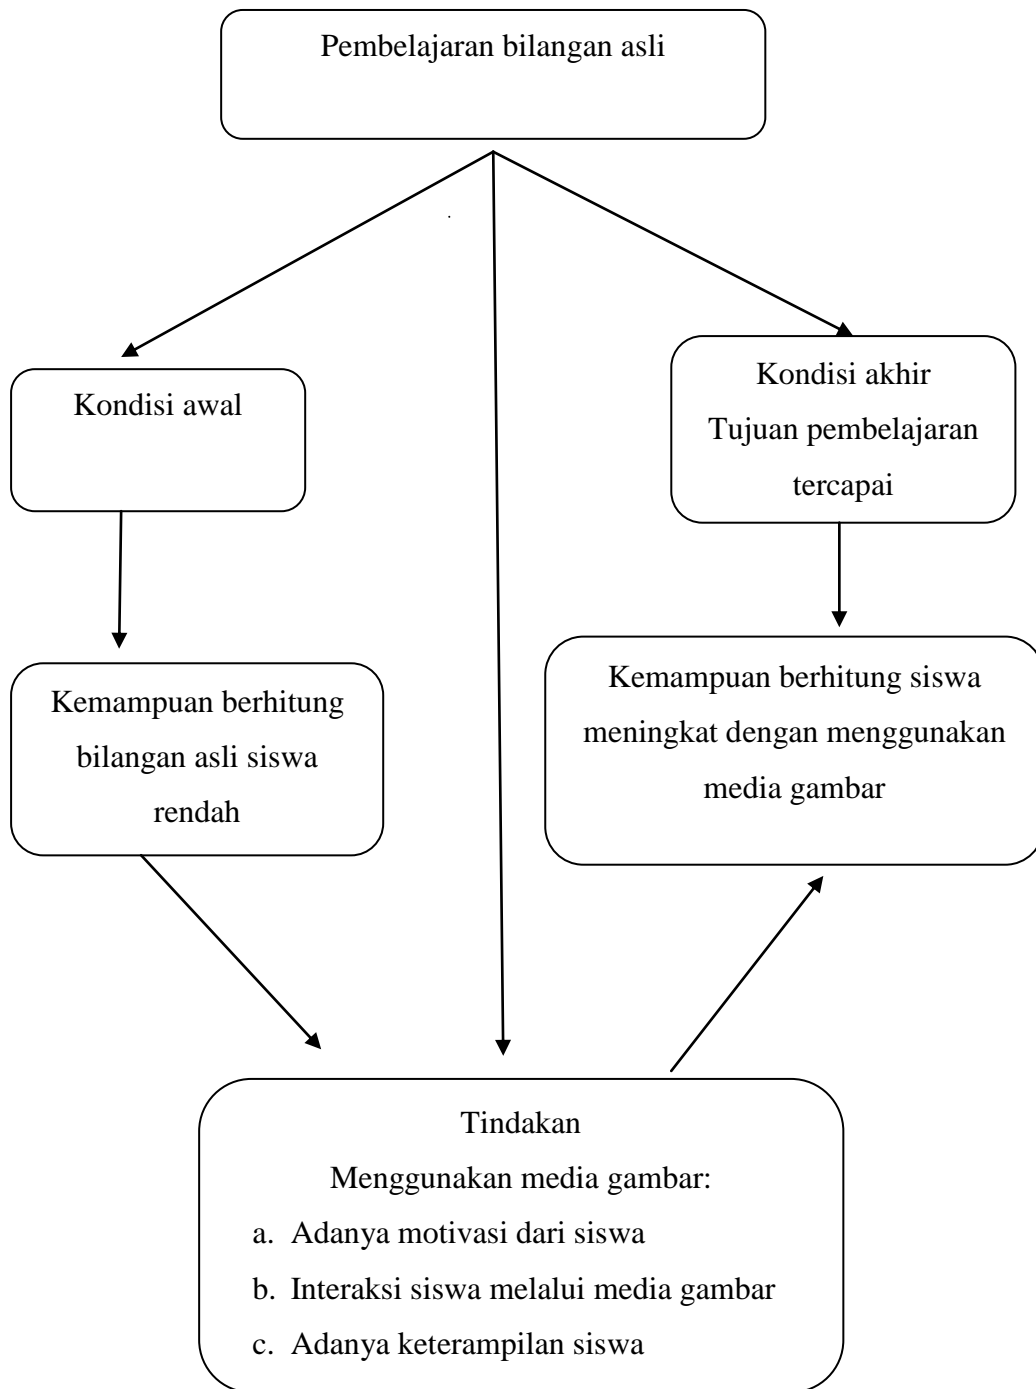 Pembelajaran bilangan asli
Kondisi awal
Kondisi akhir
Tujuan pembelajaran
tercapai
Kemampuan berhitung
bilangan asli siswa
rendah
Kemampuan berhitung siswa
meningkat dengan menggunakan
media gambar
Tindakan
Menggunakan media gambar:
a. Adanya motivasi dari siswa
b. Interaksi siswa melalui media gambar
c. Adanya keterampilan siswa